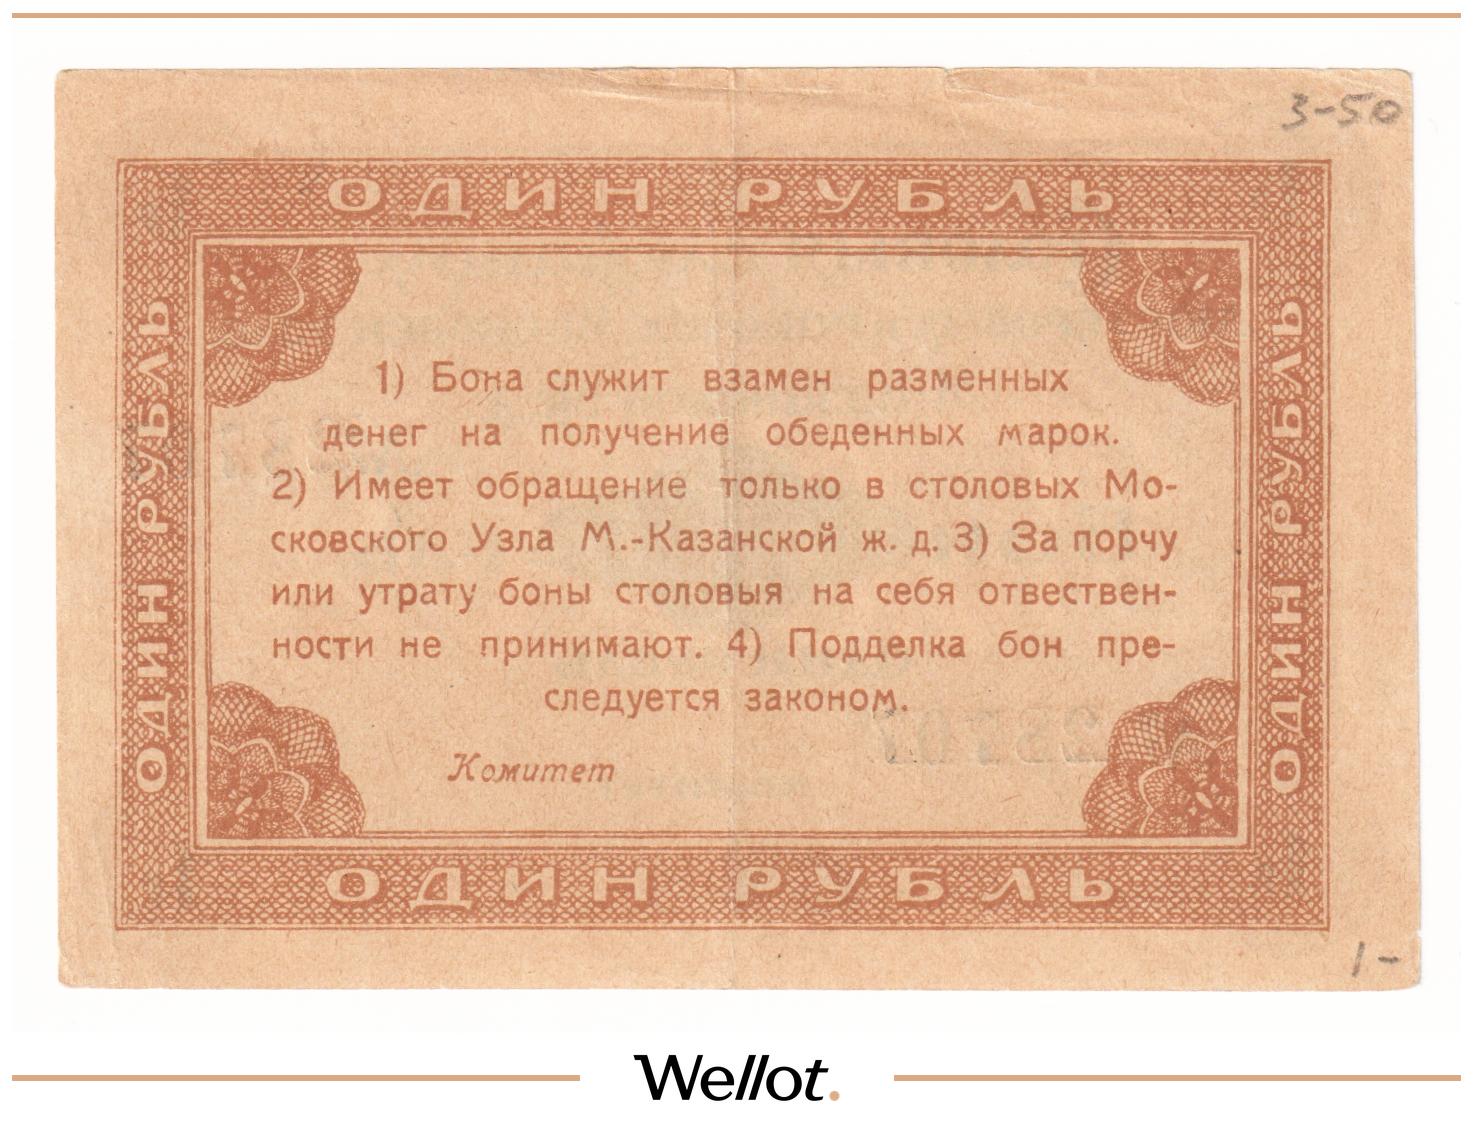 3-50
ОДИН РУБЛЬ
ОДИН РУБЛЬ
ОДИН РУБЛЬ
1) Бона служит взамен разменных
денег на получение обеденных марок.
2) Имеет обращение только в столовых Мо-
сковского Узла М.-Казанской ж. д. 3) За порчу
или утрату боны столовыя на себя отвествен-
ности не принимают. 4) Подделка бон пре-
следуется законом.
Комитет
ОДИН РУБЛЬ
1-
Wellot.